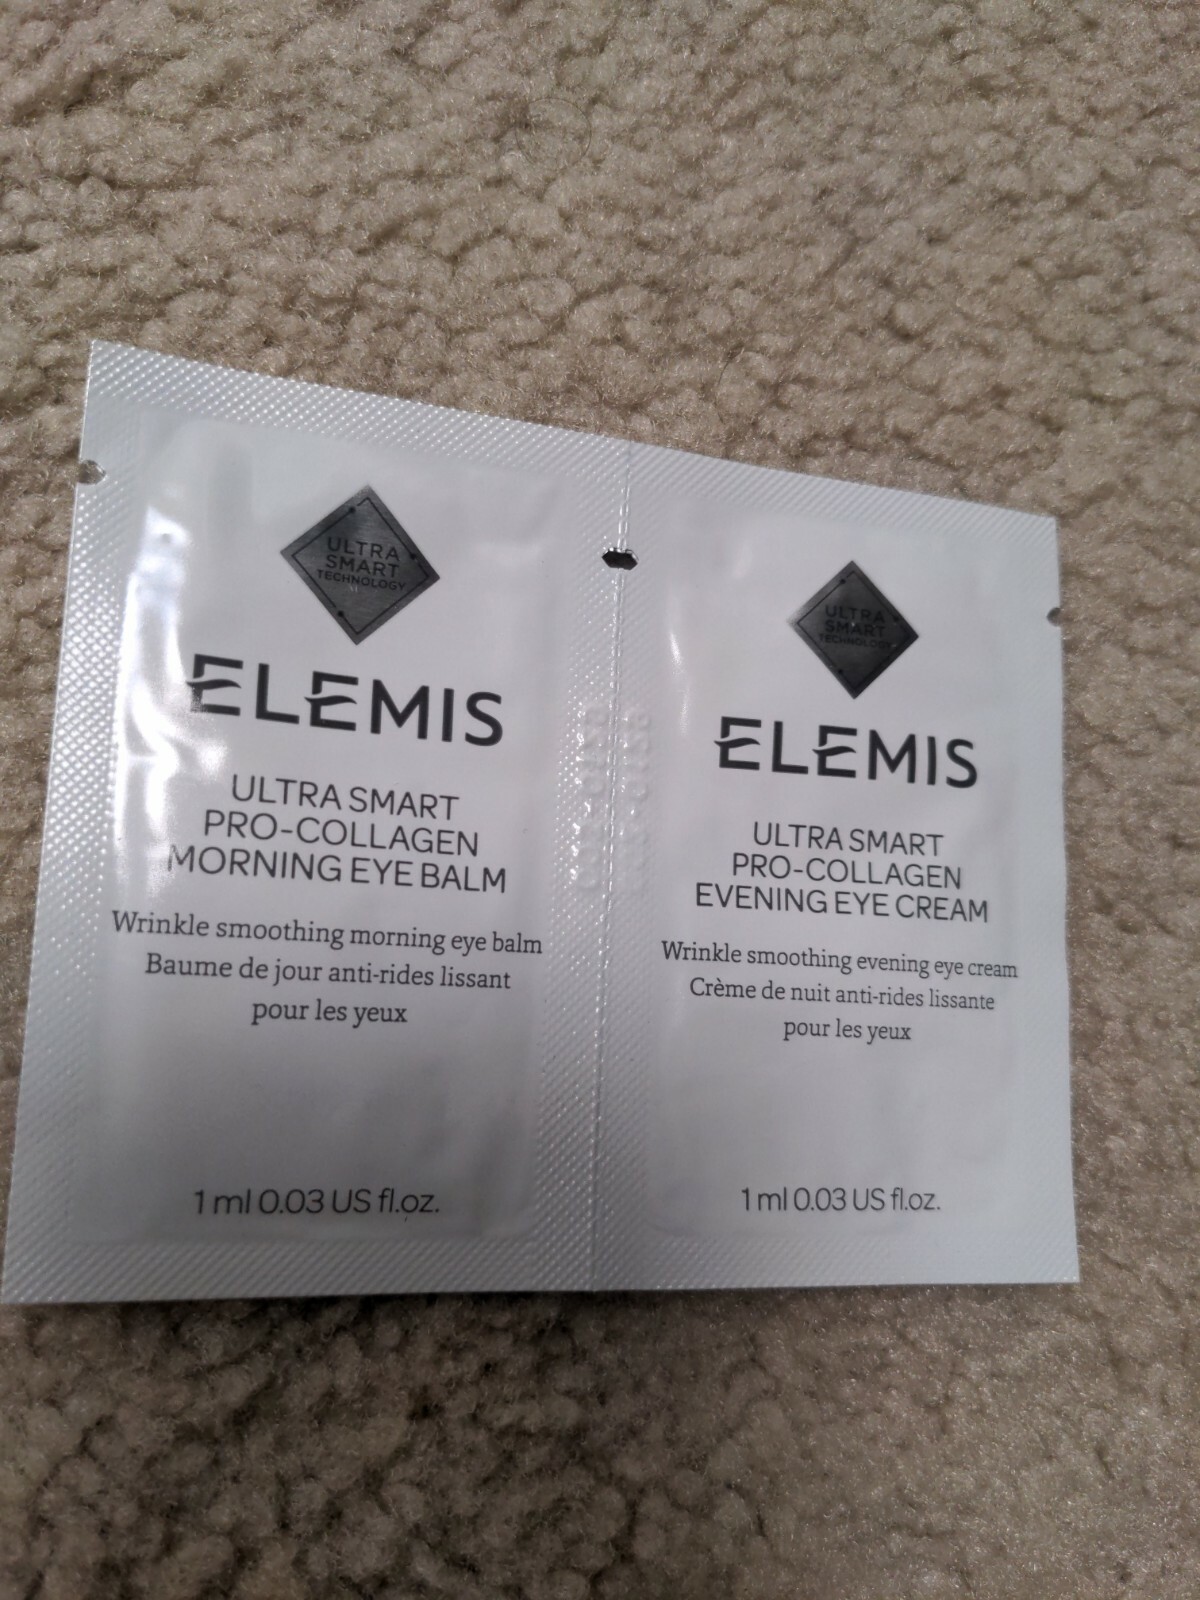 ULTRA
SMART
TECHNOLOGY
ELEMIS
ULTRA SMART
PRO-COLLAGEN
MORNING EYE BALM
Wrinkle smoothing morning eye balm
Baume de jour anti-rides lissant
pour les yeux
1 ml 0.03 US fl.oz.
ULTRA
SMART
TECHNOLOGY
ELEMIS
ULTRA SMART
PRO-COLLAGEN
EVENING EYE CREAM
Wrinkle smoothing evening eye cream
Crème de nuit anti-rides lissante
pour les yeux
1 ml 0.03 US fl.oz.